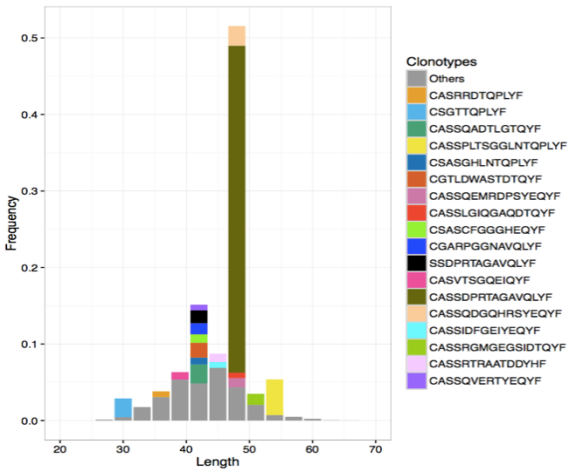 0.5
0.4
0.3
0.2
0.1
0.0
Frequency
20 30 40 50 60 70
Length
Clonotypes
Others
CASRRDTQPLYF
CSGTTQPLYF
CASSQADTLGTQYF
CASSPLTSGGLNTQPLYF
CSASGHLNTQPLYF
CGTLDWASTDTQYF
CASSQEMRDPSYEQYF
CASSLGIQGAQDTQYF
CSASCFGGGHEQYF
CGARPGGNAVQLYF
SSDPRTAGAVQLYF
CASVTSGQEIQYF
CASSDPRTAGAVQLYF
CASSQDGQHRSYEQYF
CASSIDFGEIYEQYF
CASSRGMGEGSIDTQYF
CASSRTRAATDDYHF
CASSQVERTYEQYF